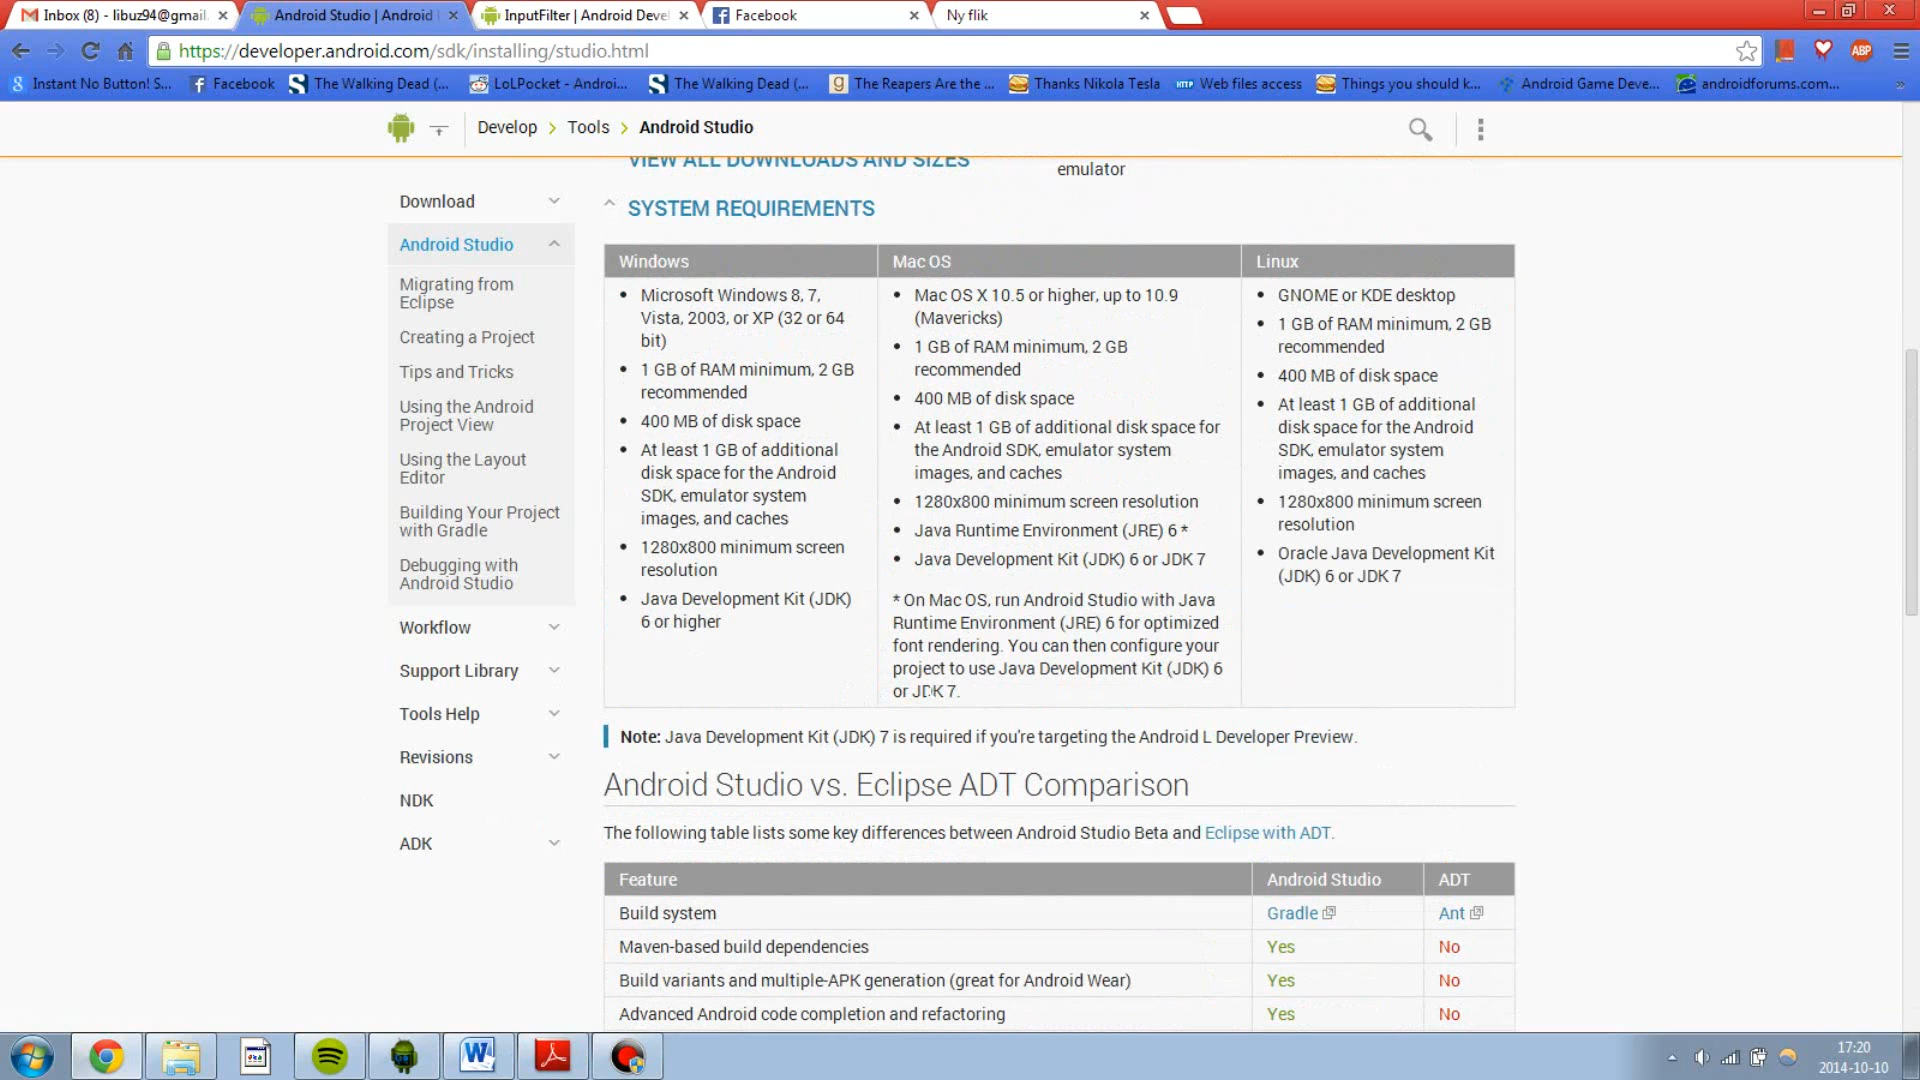 Inbox (8) - libuz94@gmail.
Android Studio | Android
InputFilter | Android Deve
Facebook
Ny flik
https://developer.android.com/sdk/installing/studio.html
ABP
Instant No Button! S...
Facebook
The Walking Dead (...
LoLPocket - Androi...
The Walking Dead (...
The Reapers Are the ...
Thanks Nikola Tesla
Web files access
Things you should k...
Android Game Deve...
androidforums.com...
Develop > Tools > Android Studio
VIEW ALL DOWNLOADS AND SIZES
emulator
Download
Android Studio
Migrating from
Eclipse
Creating a Project
Tips and Tricks
Using the Android
Project View
Using the Layout
Editor
Building Your Project
with Gradle
Debugging with
Android Studio
Workflow
Support Library
Tools Help
Revisions
NDK
ADK
SYSTEM REQUIREMENTS
Windows
• Microsoft Windows 8, 7,
Vista, 2003, or XP (32 or 64
bit)
• 1 GB of RAM minimum, 2 GB
recommended
• 400 MB of disk space
• At least 1 GB of additional
disk space for the Android
SDK, emulator system
images, and caches
• 1280x800 minimum screen
resolution
• Java Development Kit (JDK)
6 or higher
Mac OS
• Mac OS X 10.5 or higher, up to 10.9
(Mavericks)
• 1 GB of RAM minimum, 2 GB
recommended
• 400 MB of disk space
• At least 1 GB of additional disk space for
the Android SDK, emulator system
images, and caches
• 1280x800 minimum screen resolution
• Java Runtime Environment (JRE) 6 *
• Java Development Kit (JDK) 6 or JDK 7
* On Mac OS, run Android Studio with Java
Runtime Environment (JRE) 6 for optimized
font rendering. You can then configure your
project to use Java Development Kit (JDK) 6
or JDK 7.
Linux
• GNOME or KDE desktop
• 1 GB of RAM minimum, 2 GB
recommended
• 400 MB of disk space
• At least 1 GB of additional
disk space for the Android
SDK, emulator system
images, and caches
• 1280x800 minimum screen
resolution
• Oracle Java Development Kit
(JDK) 6 or JDK 7
Note: Java Development Kit (JDK) 7 is required if you're targeting the Android L Developer Preview.
Android Studio vs. Eclipse ADT Comparison
The following table lists some key differences between Android Studio Beta and Eclipse with ADT.
Feature Android Studio ADT
Build system Gradle Ant
Maven-based build dependencies Yes No
Build variants and multiple-APK generation (great for Android Wear) Yes No
Advanced Android code completion and refactoring Yes No
17:20
2014-10-10